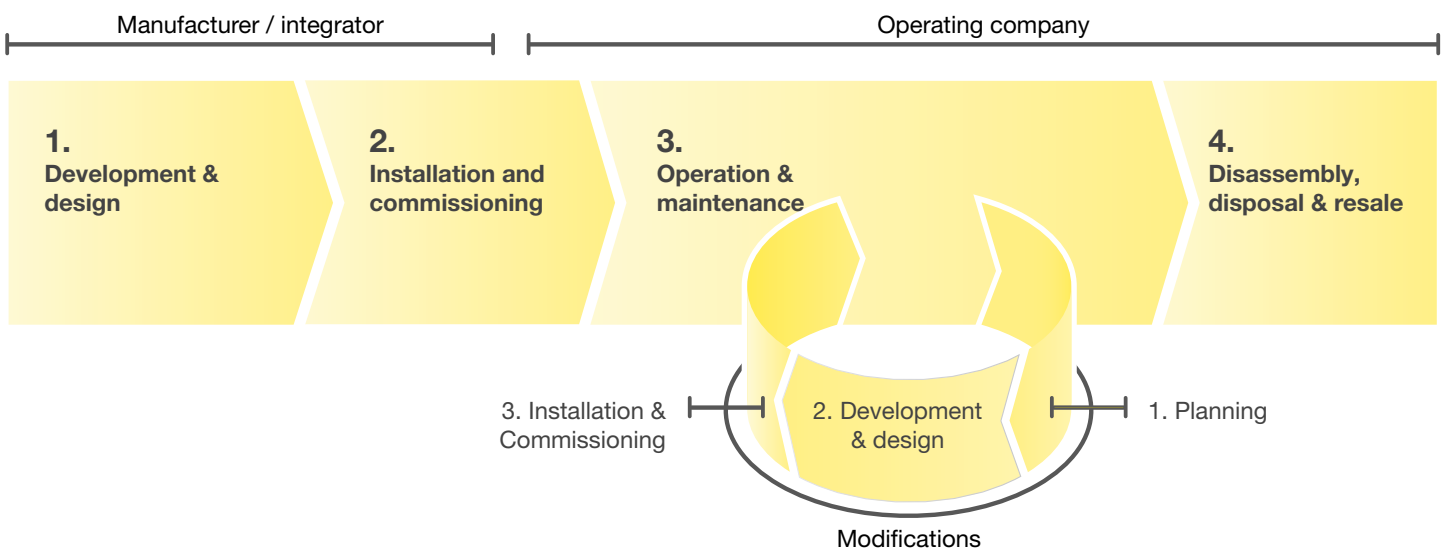 Manufacturer / integrator
Operating company
1.
Development &
design
2.
Installation and
commissioning
3.
Operation &
maintenance
4.
Disassembly,
disposal & resale
3. Installation &
Commissioning
2. Development
& design
1. Planning
Modifications